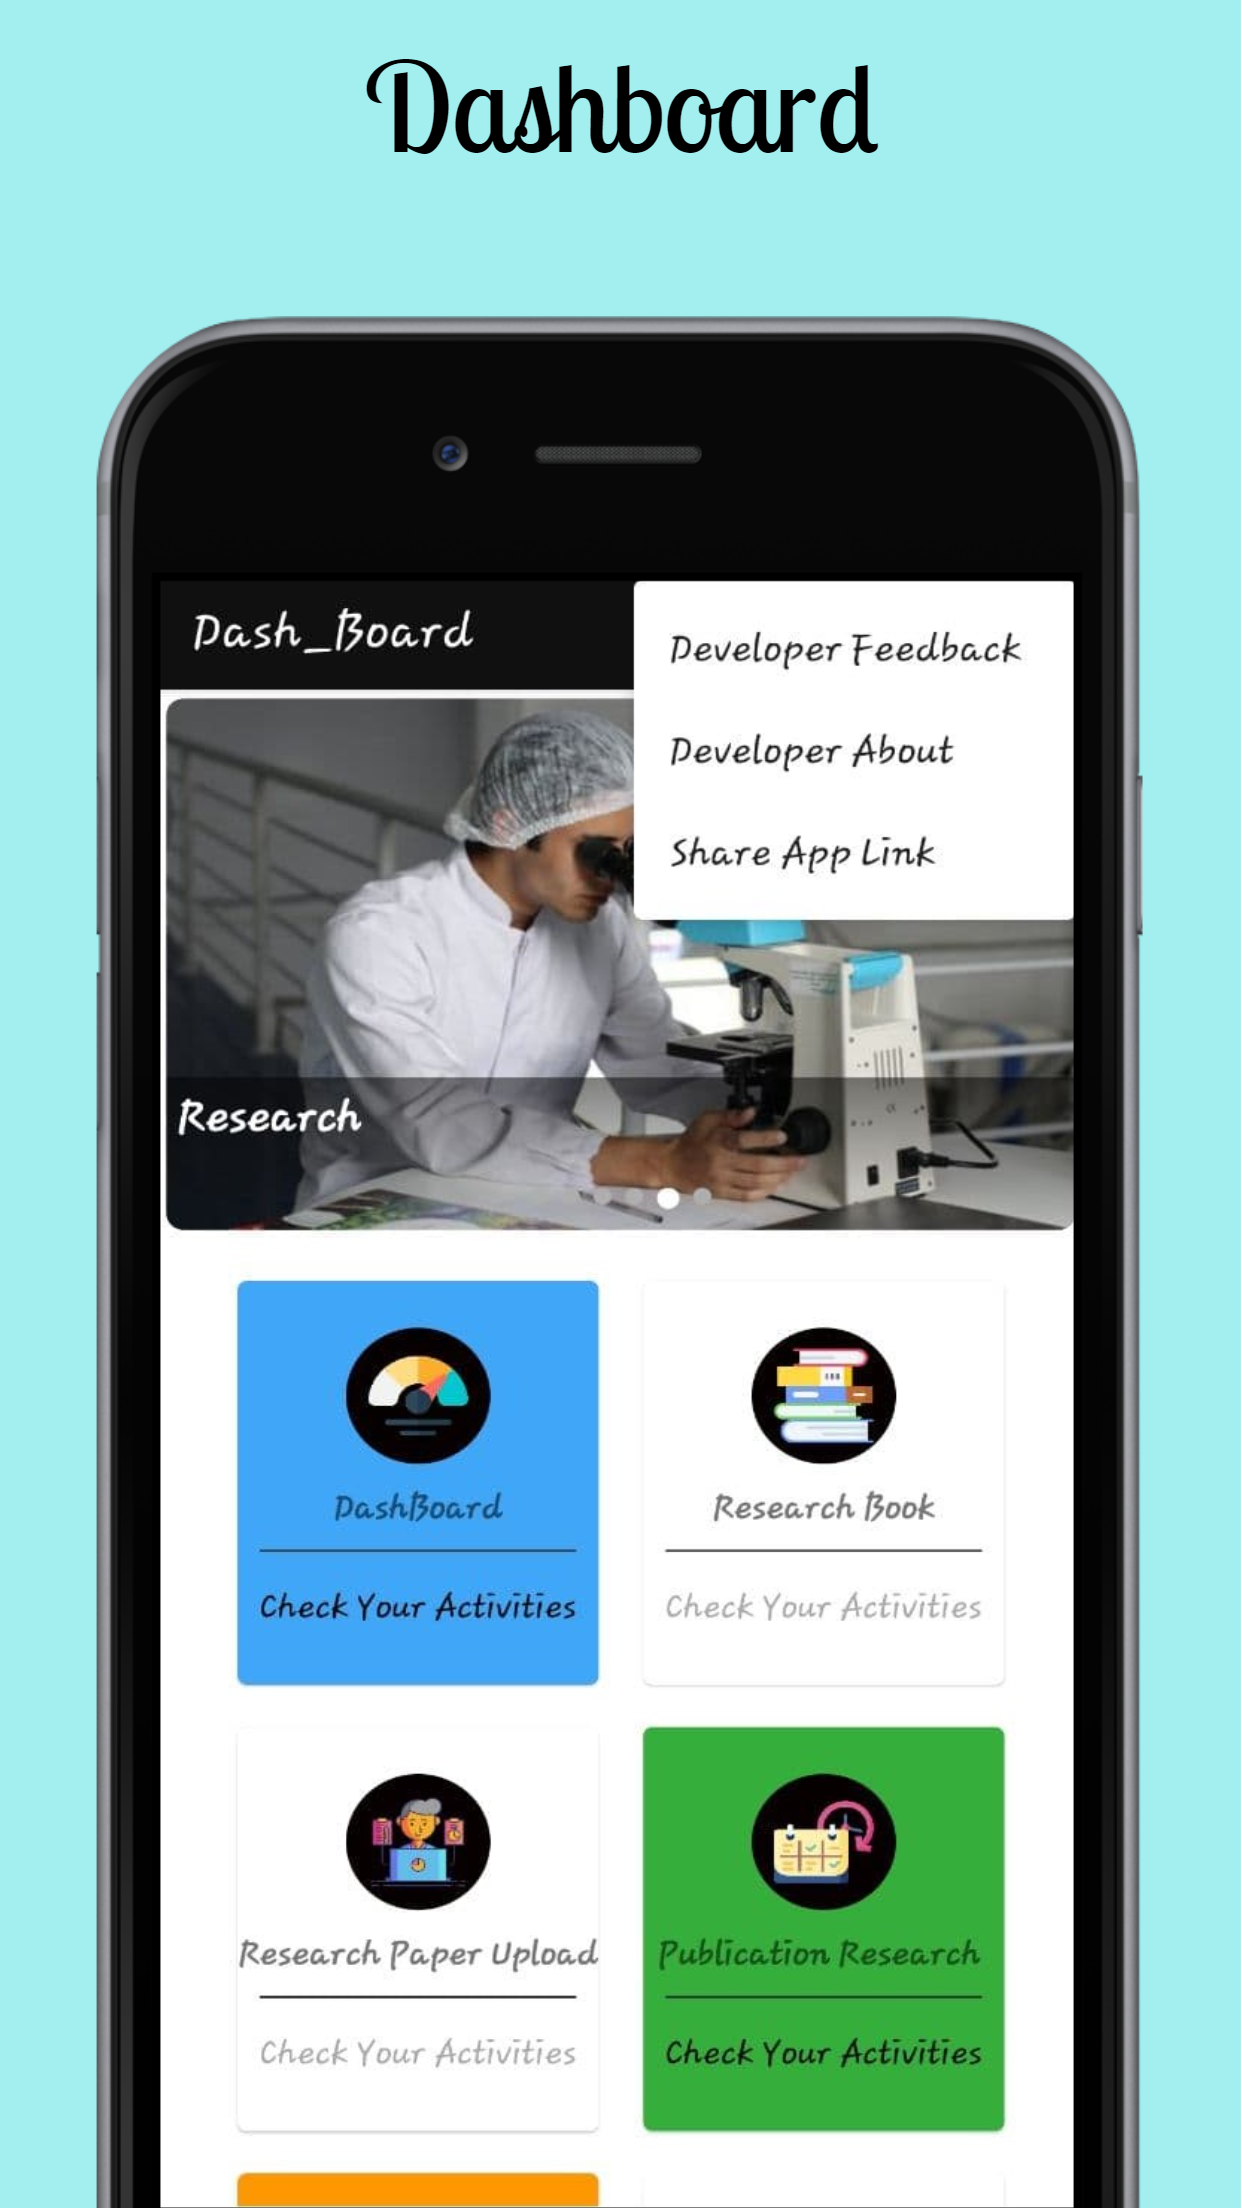 Dashboard
Dash_Board
Developer Feedback
Developer About
Share App Link
Research
DashBoard
Check Your Activities
Research Book
Check Your Activities
Research Paper Upload
Check Your Activities
Publication Research
Check Your Activities